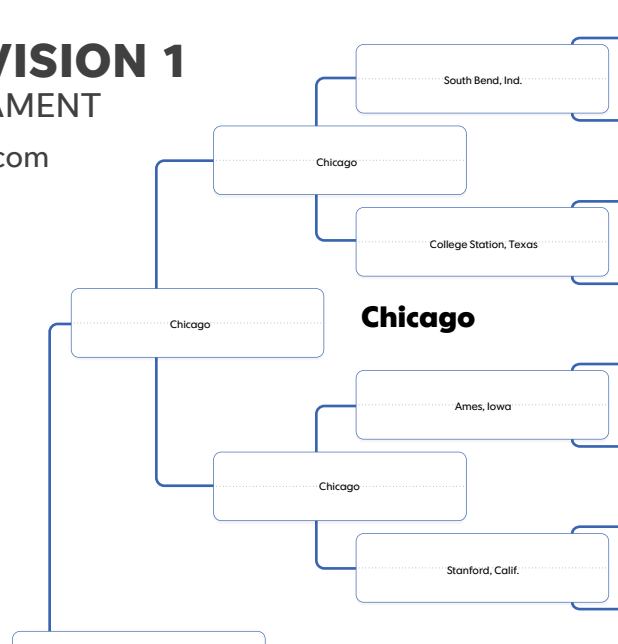 VISION 1
AMENT
com
South Bend, Ind.
Chicago
College Station, Texas
Chicago
Chicago
Ames, Iowa
Chicago
Stanford, Calif.